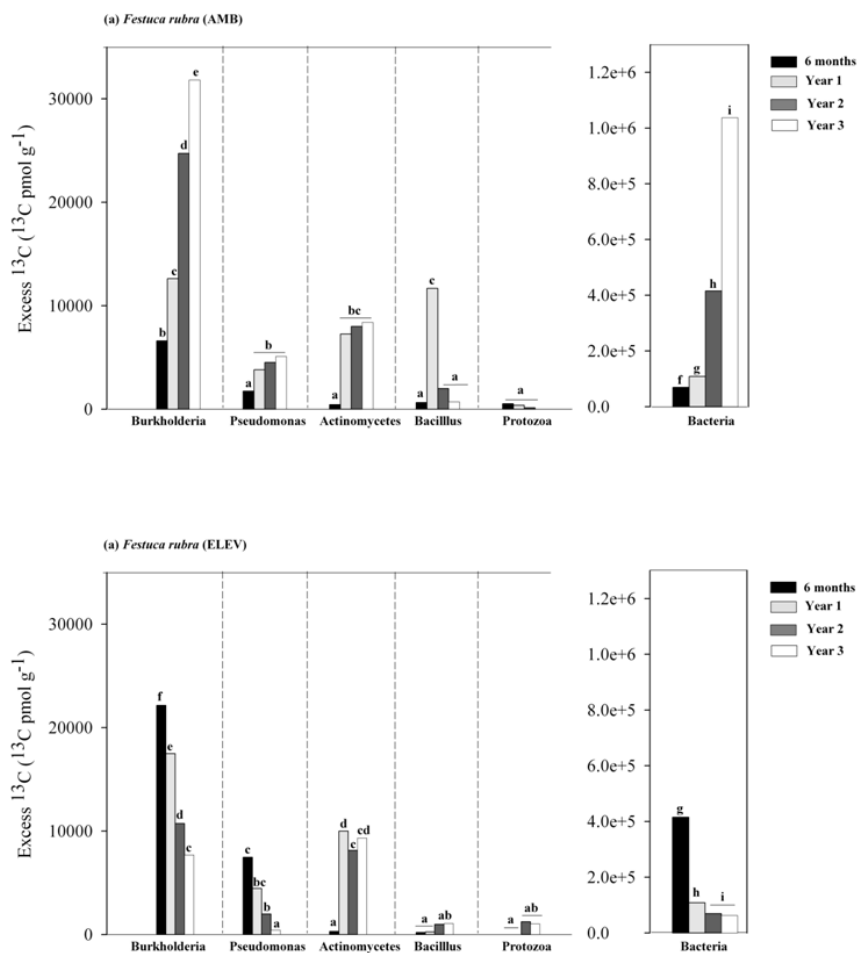 (a) Festuca rubra (AMB)
Excess ¹³C (¹³C pmol g⁻¹)
30000
20000
10000
0
b
c
d
e
a
b
a
bc
a
c
a
a
Burkholderia Pseudomonas Actinomycetes Bacilllus Protozoa
1.2e+6
1.0e+6
8.0e+5
6.0e+5
4.0e+5
2.0e+5
0.0
f
g
h
i
Bacteria
6 months
Year 1
Year 2
Year 3
(a) Festuca rubra (ELEV)
Excess ¹³C (¹³C pmol g⁻¹)
30000
20000
10000
0
f
e
d
c
c
bc
b
a
a
d
c
cd
a
ab
a
ab
Burkholderia Pseudomonas Actinomycetes Bacilllus Protozoa
1.2e+6
1.0e+6
8.0e+5
6.0e+5
4.0e+5
2.0e+5
0.0
g
h
i
Bacteria
6 months
Year 1
Year 2
Year 3